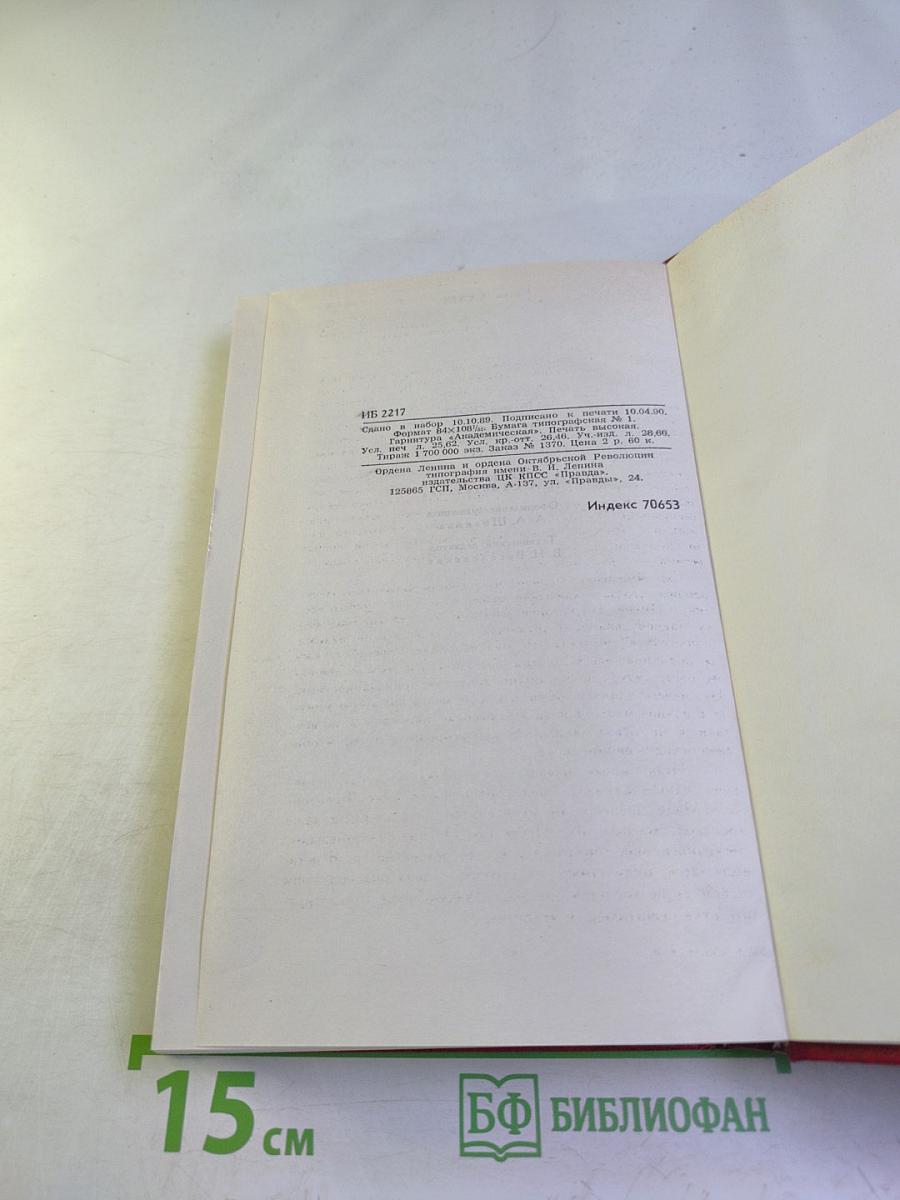 ИБ 2217
Сдано в набор 10.10.89. Подписано к печати 10.04.90.
Формат 84×108¹/₃₂. Бумага типографская № 1.
Гарнитура «Академическая». Печать высокая.
Усл. печ л. 25,62. Усл. кр.-отт. 26,46. Уч.-изд. л. 28,66.
Тираж 1 700 000 экз. Заказ № 1370. Цена 2 р. 60 к.
Ордена Ленина и ордена Октябрьской Революции
типография имени В. И. Ленина
издательства ЦК КПСС «Правда».
125865 ГСП, Москва, А-137, ул. «Правды», 24.
Индекс 70653
15 см
БФ БИБЛИОФАН